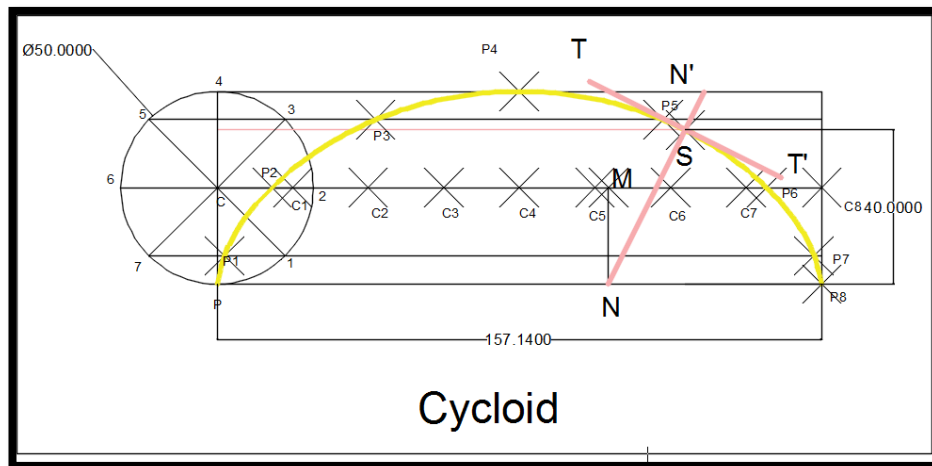 Ø50.0000
P4
T
N'
4
5
3
P5
P3
S
T'
6
P2
C
C1
2
C2
C3
C4
C5
M
C6
C7
P6
C8
40.0000
7
P1
1
P7
P
N
P8
157.1400
Cycloid